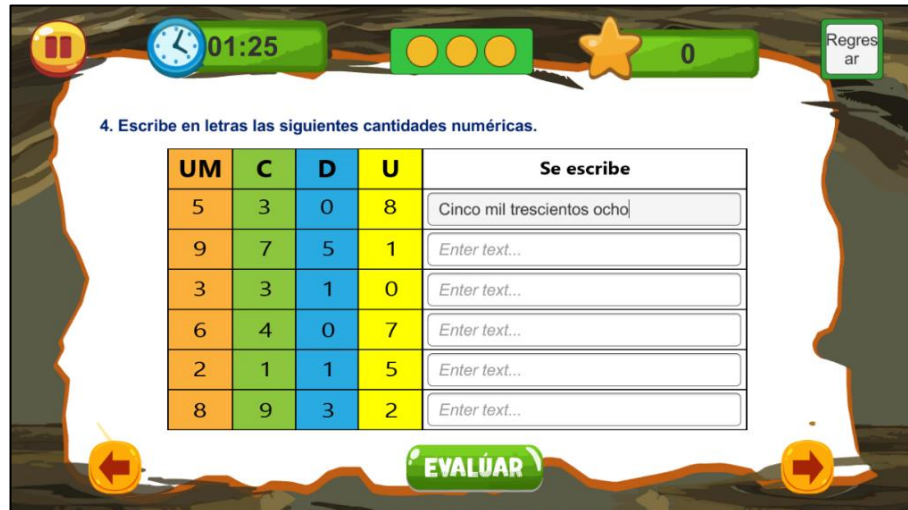 01:25
0
Regres
ar
4. Escribe en letras las siguientes cantidades numéricas.
UM C D U Se escribe
5 3 0 8 Cinco mil trescientos ocho
9 7 5 1 Enter text...
3 3 1 0 Enter text...
6 4 0 7 Enter text...
2 1 1 5 Enter text...
8 9 3 2 Enter text...
EVALÚAR